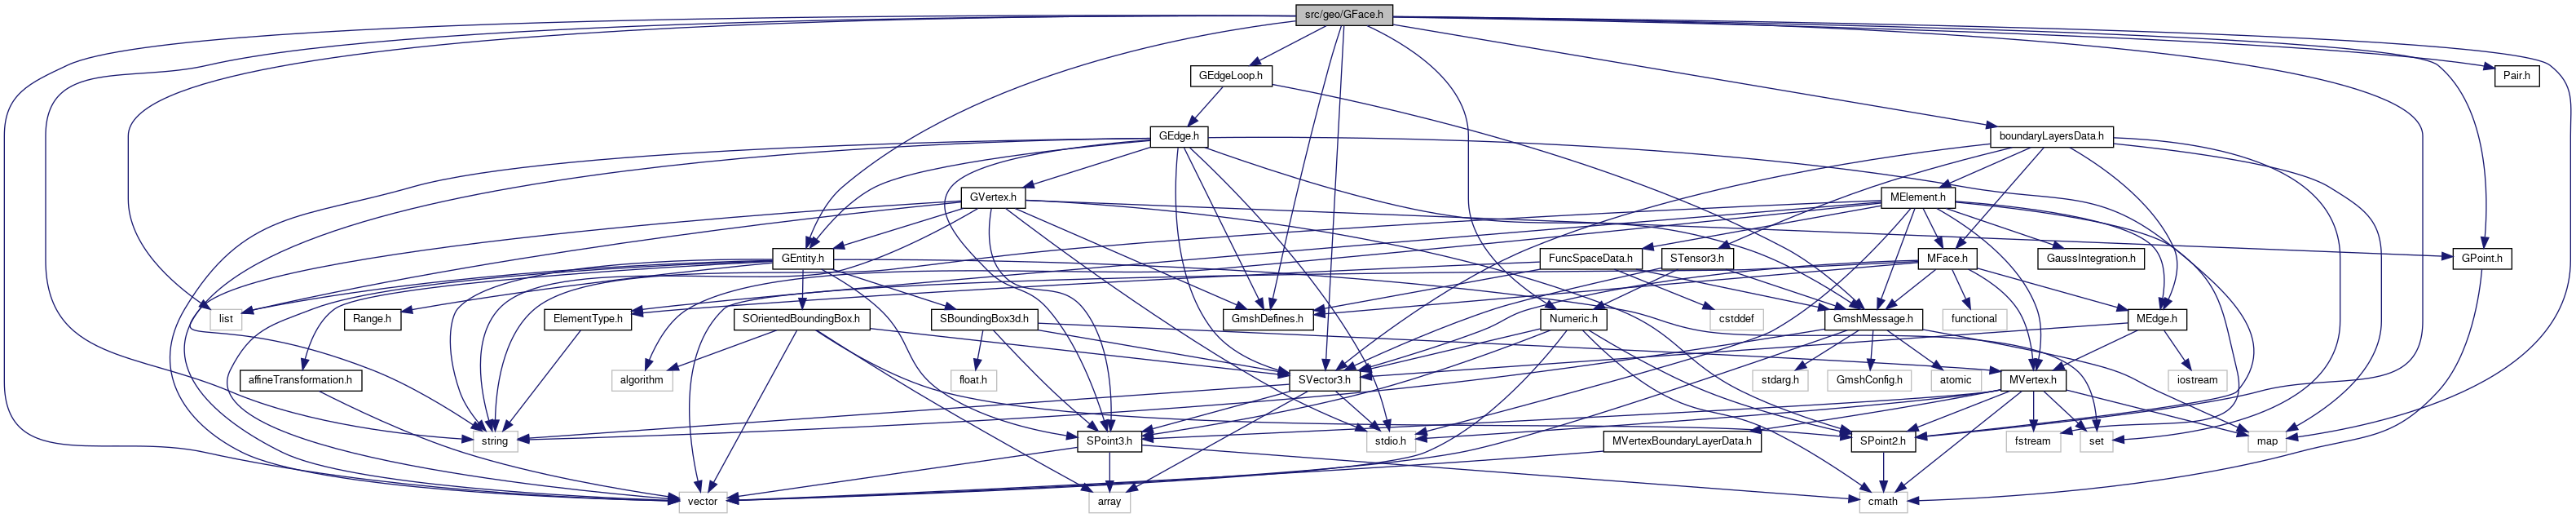 src/geo/GFace.h
GEdgeLoop.h
Pair.h
GEdge.h
boundaryLayersData.h
GVertex.h
MElement.h
GEntity.h
FuncSpaceData.h
STensor3.h
MFace.h
GaussIntegration.h
GPoint.h
list
Range.h
ElementType.h
SOrientedBoundingBox.h
SBoundingBox3d.h
GmshDefines.h
Numeric.h
cstddef
GmshMessage.h
functional
MEdge.h
affineTransformation.h
algorithm
float.h
SVector3.h
stdarg.h
GmshConfig.h
atomic
MVertex.h
iostream
string
SPoint3.h
stdio.h
MVertexBoundaryLayerData.h
SPoint2.h
fstream
set
map
vector
array
cmath